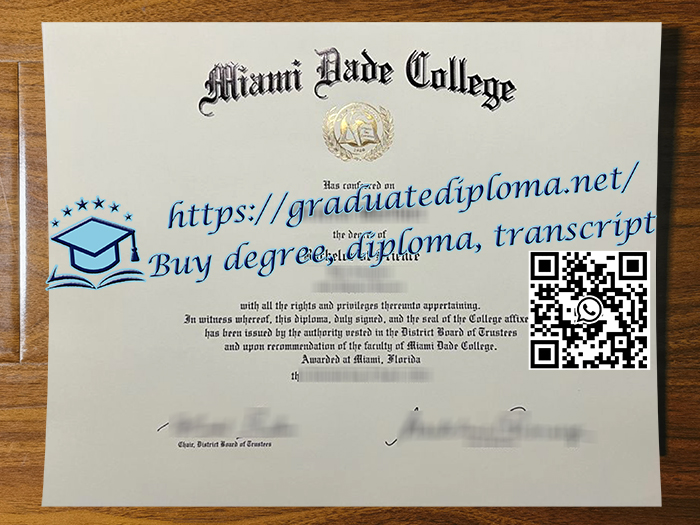 Miami Dade College
Has conferred on
https://graduatediploma.net/
the degree of
Buy degree, diploma, transcript
with all the rights and privileges thereunto appertaining.
In witness whereof, this diploma, duly signed, and the seal of the College affixe
has been issued by the authority vested in the District Board of Trustees
and upon recommendation of the faculty of Miami Dade College.
Awarded at Miami, Florida
th
Chair, District Board of Trustees